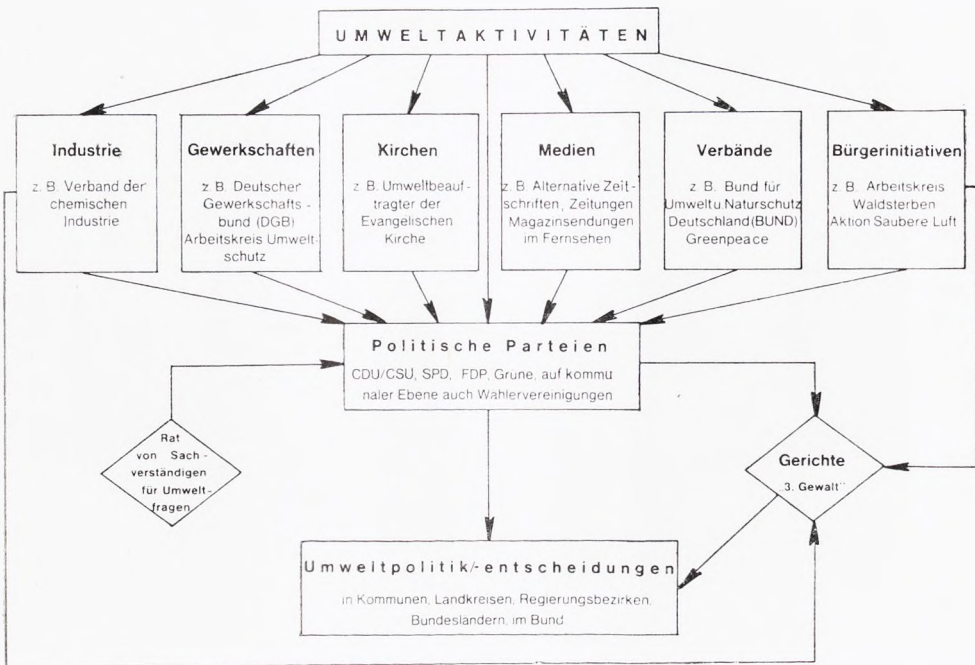 UMWELTAKTIVITÄTEN
Industrie
z. B. Verband der
chemischen
Industrie
Gewerkschaften
z. B. Deutscher
Gewerkschafts-
bund (DGB)
Arbeitskreis Umwelt-
schutz
Kirchen
z. B. Umweltbeauf-
tragter der
Evangelischen
Kirche
Medien
z. B. Alternative Zeit-
schriften, Zeitungen
Magazinsendungen
im Fernsehen
Verbände
z. B. Bund für
Umwelt u. Naturschutz
Deutschland (BUND)
Greenpeace
Bürgerinitiativen
z. B. Arbeitskreis
Waldsterben
Aktion Saubere Luft
Politische Parteien
CDU/CSU, SPD, FDP, Grune, auf kommu
naler Ebene auch Wahlervereinigungen
Rat
von Sach-
verständigen
für Umwelt-
fragen
Gerichte
"3. Gewalt"
Umweltpolitik/-entscheidungen
in Kommunen, Landkreisen, Regierungsbezirken,
Bundeslandern, im Bund